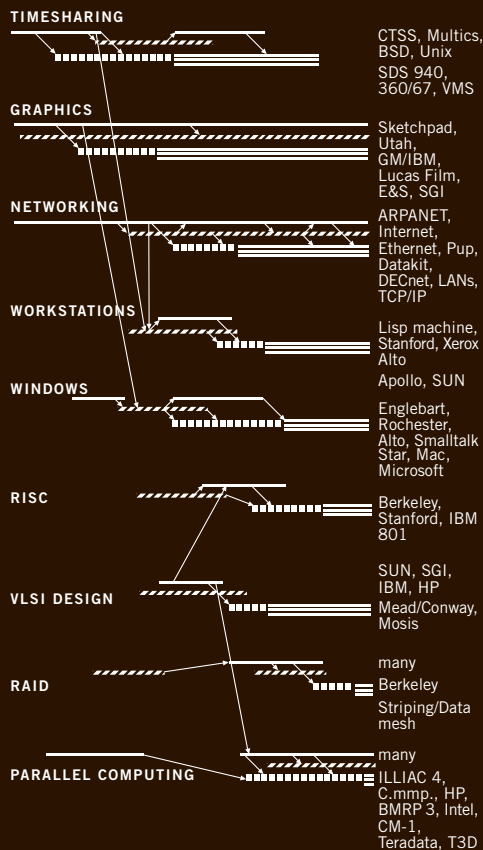 TIMESHARING
CTSS, Multics,
BSD, Unix
SDS 940,
360/67, VMS
GRAPHICS
Sketchpad,
Utah,
GM/IBM,
Lucas Film,
E&S, SGI
NETWORKING
ARPANET,
Internet,
Ethernet, Pup,
Datakit,
DECnet, LANs,
TCP/IP
WORKSTATIONS
Lisp machine,
Stanford, Xerox
Alto
Apollo, SUN
WINDOWS
Englebart,
Rochester,
Alto, Smalltalk
Star, Mac,
Microsoft
RISC
Berkeley,
Stanford, IBM
801
SUN, SGI,
IBM, HP
VLSI DESIGN
Mead/Conway,
Mosis
many
RAID
Berkeley
Striping/Data
mesh
many
PARALLEL COMPUTING
ILLIAC 4,
C.mmp., HP,
BMRP 3, Intel,
CM-1,
Teradata, T3D